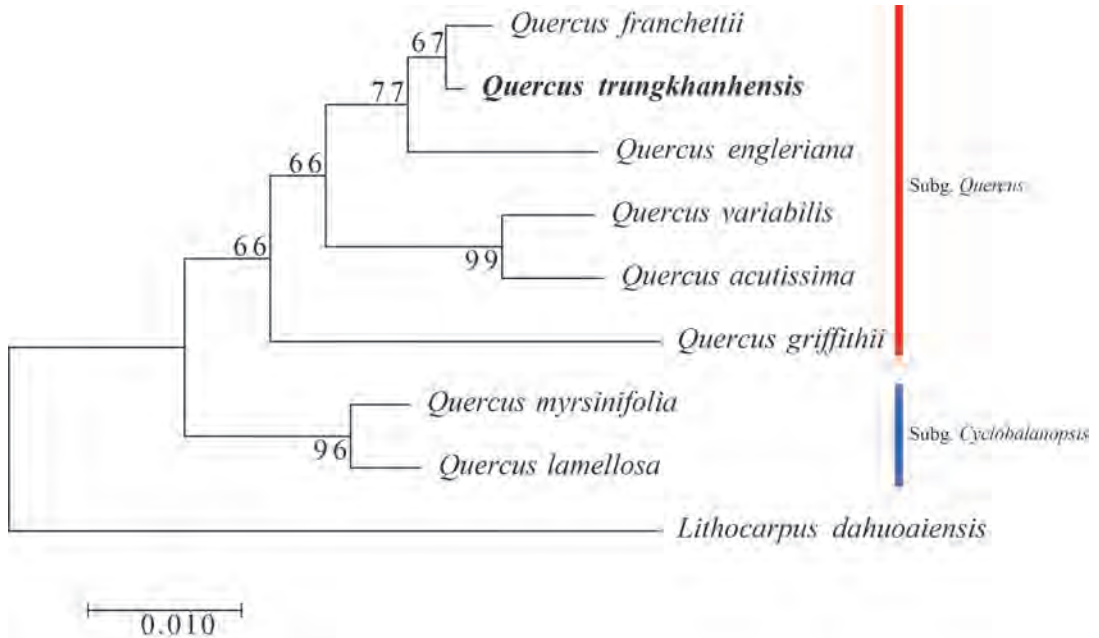 Quercus franchettii
67
Quercus trungkhanhensis
77
Quercus engleriana
66
Subg. Quercus
Quercus variabilis
66
99
Quercus acutissima
Quercus griffithii
Quercus myrsinifolia
Subg. Cyclobalanopsis
96
Quercus lamellosa
Lithocarpus dahuoaiensis
0.010